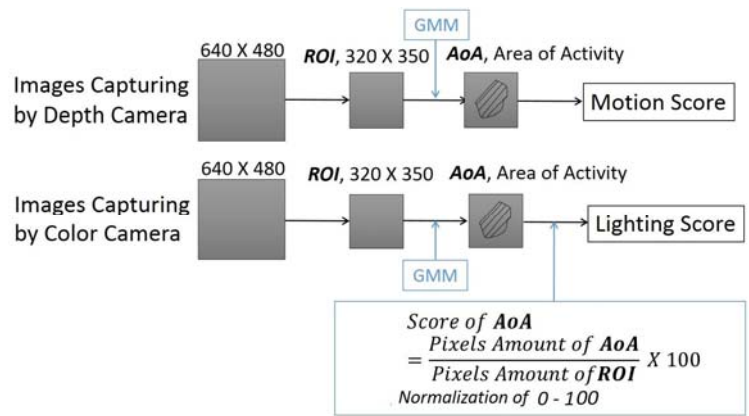 GMM
640 X 480
ROI, 320 X 350
AoA, Area of Activity
Images Capturing
by Depth Camera
Motion Score
640 X 480
ROI, 320 X 350
AoA, Area of Activity
Images Capturing
by Color Camera
Lighting Score
GMM
Score of AoA
= Pixels Amount of AoA
Pixels Amount of ROI
X 100
Normalization of 0 - 100